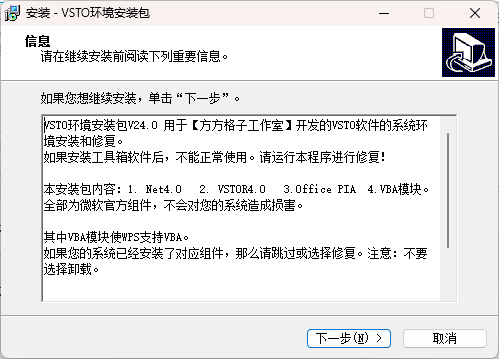 安装 - VSTO环境安装包
信息
请在继续安装前阅读下列重要信息。
如果您想继续安装，单击“下一步”。
VSTO环境安装包V24.0 用于【方方格子工作室】开发的VSTO软件的系统环
境安装和修复。
如果安装工具箱软件后，不能正常使用。请运行本程序进行修复！
本安装包内容：1. Net4.0 2. VSTOR4.0 3.Office PIA 4.VBA模块。
全部为微软官方组件，不会对您的系统造成损害。
其中VBA模块使WPS支持VBA。
如果您的系统已经安装了对应组件，那么请跳过或选择修复。注意：不要
选择卸载。
下一步(N) >
取消